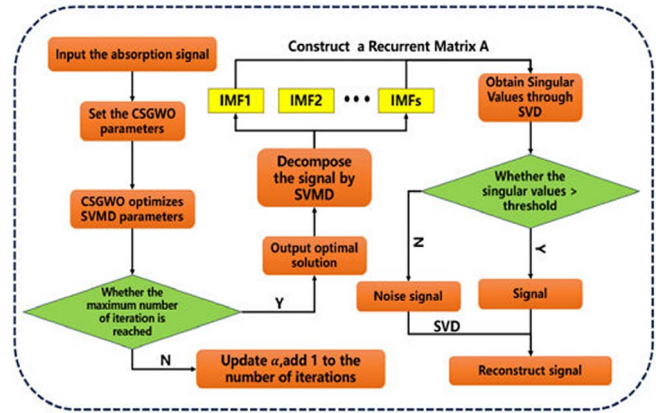 Input the absorption signal
Set the CSGWO
parameters
CSGWO optimizes
SVMD parameters
Whether the
maximum number
of iteration is
reached
N
Update α,add 1 to the
number of iterations
Y
Output optimal
solution
Decompose
the signal by
SVMD
IMF1
IMF2
•••
IMFs
Construct a Recurrent Matrix A
Obtain Singular
Values through
SVD
Whether the
singular values >
threshold
N
Y
Noise signal
Signal
SVD
Reconstruct signal